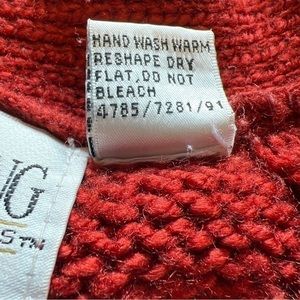 HAND WASH WARM
RESHAPE DRY
FLAT,DO NOT
BLEACH
4785/7281/91